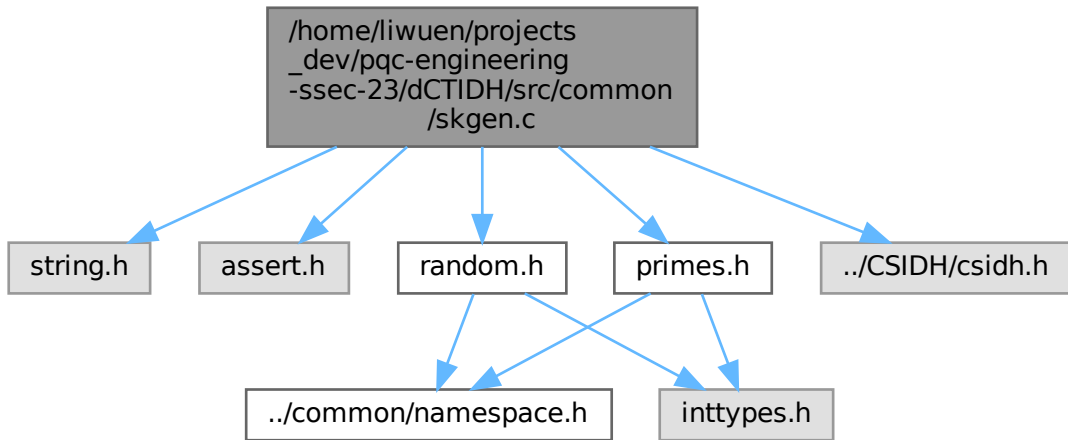 /home/liwuen/projects
_dev/pqc-engineering
-ssec-23/dCTIDH/src/common
/skgen.c
string.h
assert.h
random.h
primes.h
../CSIDH/csidh.h
../common/namespace.h
inttypes.h